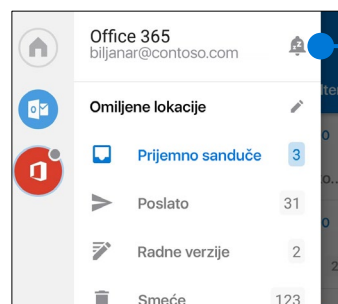 Office 365
biljanar@contoso.com
Omiljene lokacije
Prijemno sanduče 3
Poslato 31
Radne verzije 2
Smeće 123